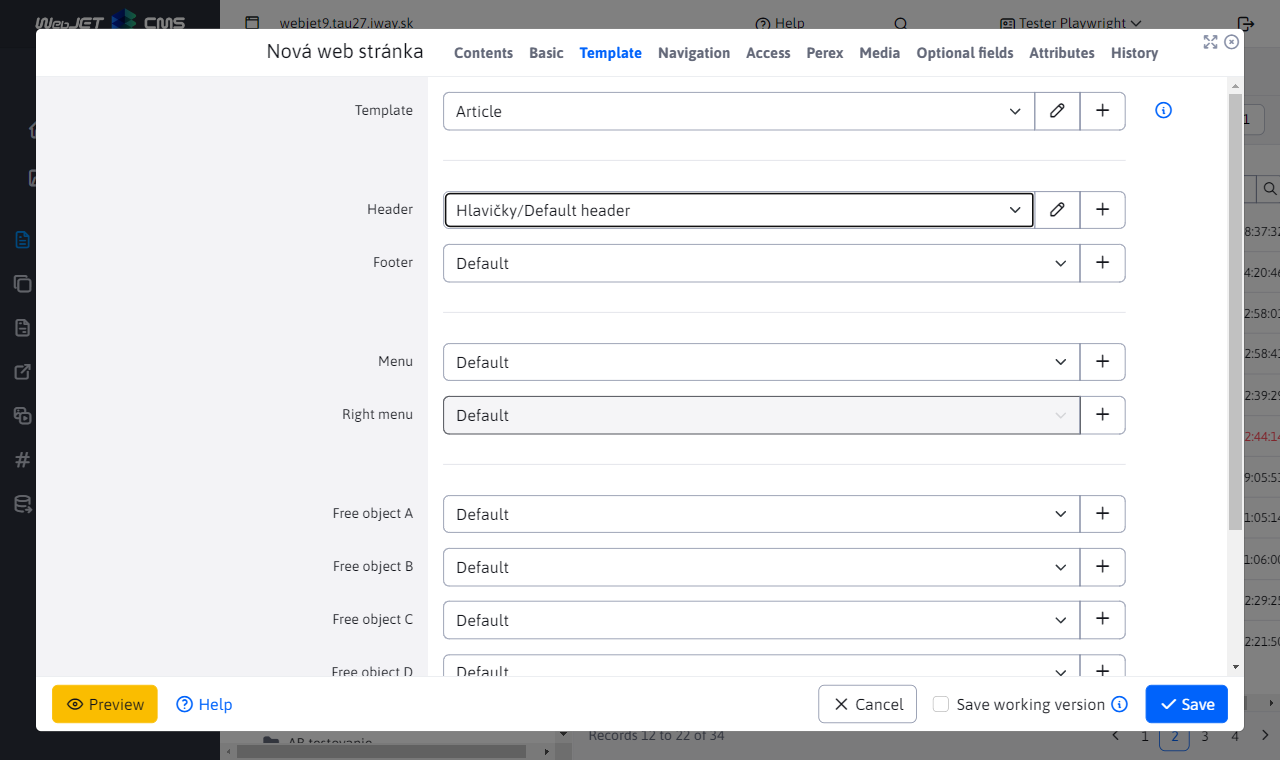 WebJET CMS
webjet9.tau27.iway.sk
Help
Tester Playwright
Nová web stránka
Contents Basic Template Navigation Access Perex Media Optional fields Attributes History
Template
Article
1
Header
Hlavičky/Default header
8:37:32
Footer
Default
4:20:46
2:58:03
Menu
Default
2:58:43
2:39:29
Right menu
Default
2:44:14
9:05:53
Free object A
Default
1:05:14
Free object B
Default
1:06:00
Free object C
Default
2:29:25
2:21:50
Free object D
Default
Preview
Help
Cancel
Save working version
Save
AB testovanie
Records 12 to 22 of 34
1 2 3 4